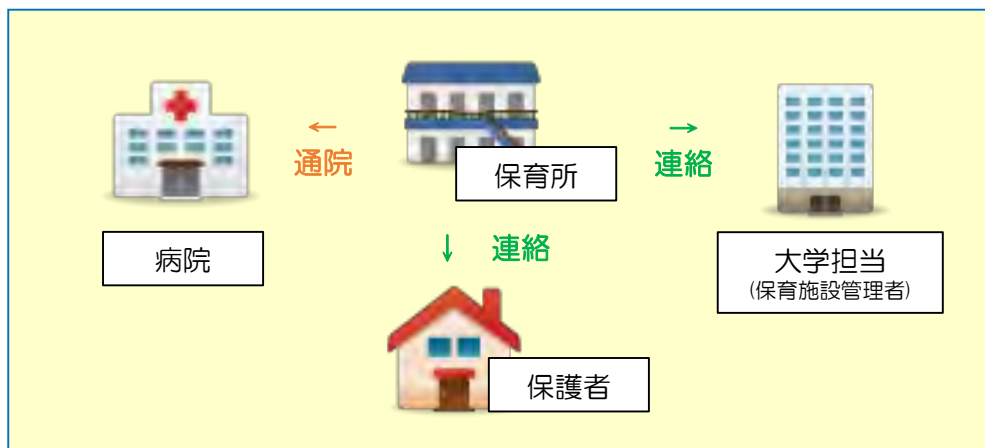 ←
通院
保育所
→
連絡
病院
↓ 連絡
大学担当
(保育施設管理者)
保護者